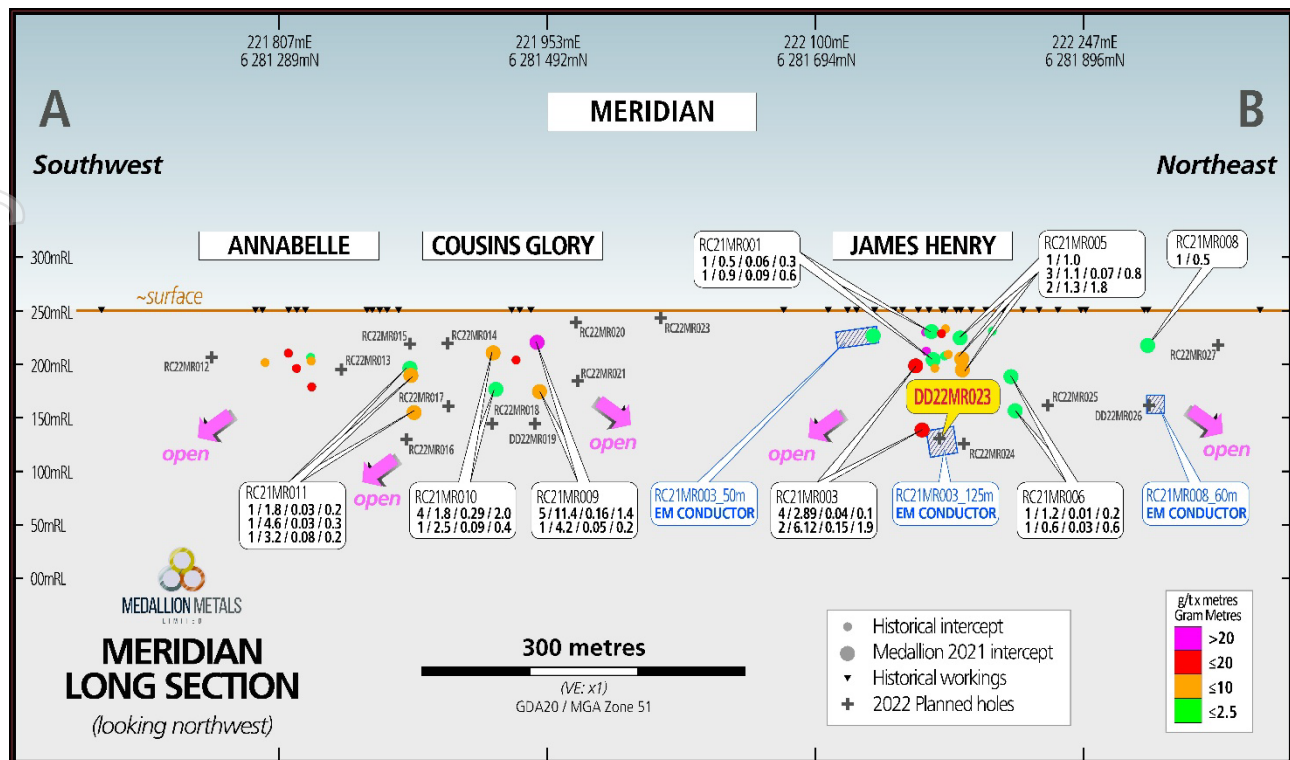 221 807mE
6 281 289mN
221 953mE
6 281 492mN
222 100mE
6 281 694mN
222 247mE
6 281 896mN
A
B
MERIDIAN
Southwest
Northeast
ANNABELLE
COUSINS GLORY
JAMES HENRY
RC21MR001
1 / 0.5 / 0.06 / 0.3
1 / 0.9 / 0.09 / 0.6
RC21MR005
1 / 1.0
3 / 1.1 / 0.07 / 0.8
2 / 1.3 / 1.8
RC21MR008
1 / 0.5
300mRL
250mRL
200mRL
150mRL
100mRL
50mRL
00mRL
~surface
RC22MR012
RC22MR013
RC22MR015
RC22MR014
RC22MR020
RC22MR023
RC22MR021
RC22MR017
RC22MR016
RC22MR018
DD22MR019
DD22MR023
RC22MR024
RC22MR025
DD22MR026
RC22MR027
open
open
open
open
open
RC21MR011
1 / 1.8 / 0.03 / 0.2
1 / 4.6 / 0.03 / 0.3
1 / 3.2 / 0.08 / 0.2
RC21MR010
4 / 1.8 / 0.29 / 2.0
1 / 2.5 / 0.09 / 0.4
RC21MR009
5 / 11.4 / 0.16 / 1.4
1 / 4.2 / 0.05 / 0.2
RC21MR003_50m
EM CONDUCTOR
RC21MR003
4 / 2.89 / 0.04 / 0.1
2 / 6.12 / 0.15 / 1.9
RC21MR003_125m
EM CONDUCTOR
RC21MR006
1 / 1.2 / 0.01 / 0.2
1 / 0.6 / 0.03 / 0.6
RC21MR008_60m
EM CONDUCTOR
MEDALLION METALS
LIMITED
MERIDIAN
LONG SECTION
(looking northwest)
300 metres
(VE: x1)
GDA20 / MGA Zone 51
Historical intercept
Medallion 2021 intercept
Historical workings
2022 Planned holes
g/t x metres
Gram Metres
>20
≤20
≤10
≤2.5